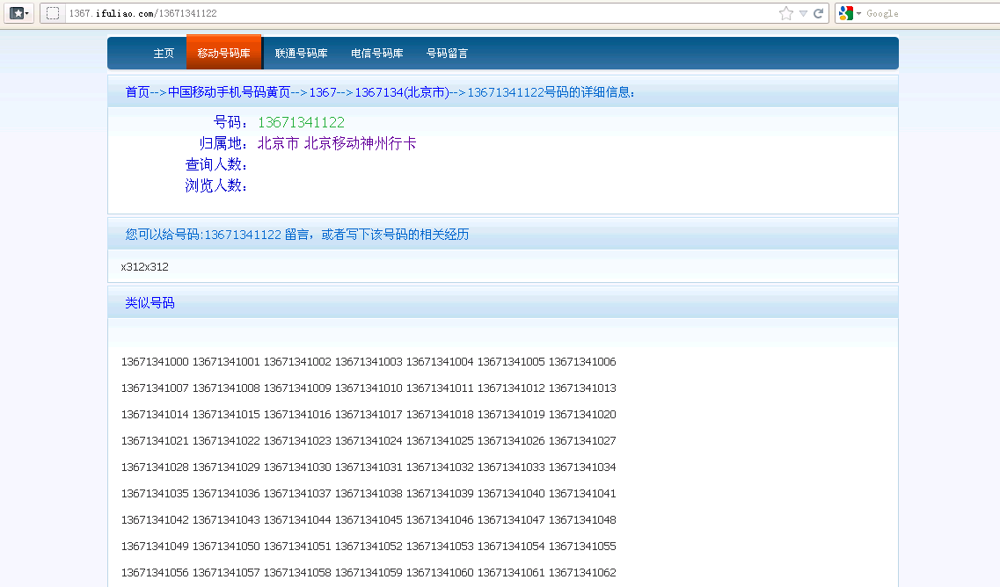 1367.ifuliao.com/13671341122 Google
主页 移动号码库 联通号码库 电信号码库 号码留言
首页-->中国移动手机号码黄页-->1367-->1367134(北京市)-->13671341122号码的详细信息:
号码: 13671341122
归属地: 北京市 北京移动神州行卡
查询人数:
浏览人数:
您可以给号码:13671341122 留言，或者写下该号码的相关经历
x312x312
类似号码
13671341000 13671341001 13671341002 13671341003 13671341004 13671341005 13671341006
13671341007 13671341008 13671341009 13671341010 13671341011 13671341012 13671341013
13671341014 13671341015 13671341016 13671341017 13671341018 13671341019 13671341020
13671341021 13671341022 13671341023 13671341024 13671341025 13671341026 13671341027
13671341028 13671341029 13671341030 13671341031 13671341032 13671341033 13671341034
13671341035 13671341036 13671341037 13671341038 13671341039 13671341040 13671341041
13671341042 13671341043 13671341044 13671341045 13671341046 13671341047 13671341048
13671341049 13671341050 13671341051 13671341052 13671341053 13671341054 13671341055
13671341056 13671341057 13671341058 13671341059 13671341060 13671341061 13671341062